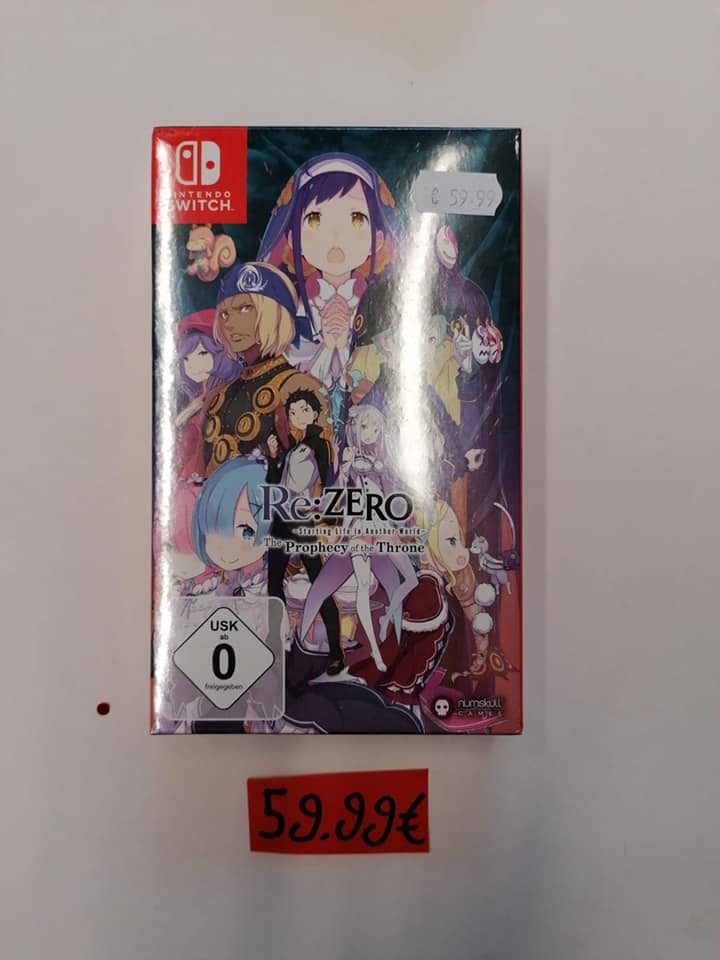 NINTENDO
SWITCH™
€ 59.99
Re:ZERO
-Starting Life in Another World-
The Prophecy of the Throne
USK
ab
0
freigegeben
numskull
GAMES
59.99€